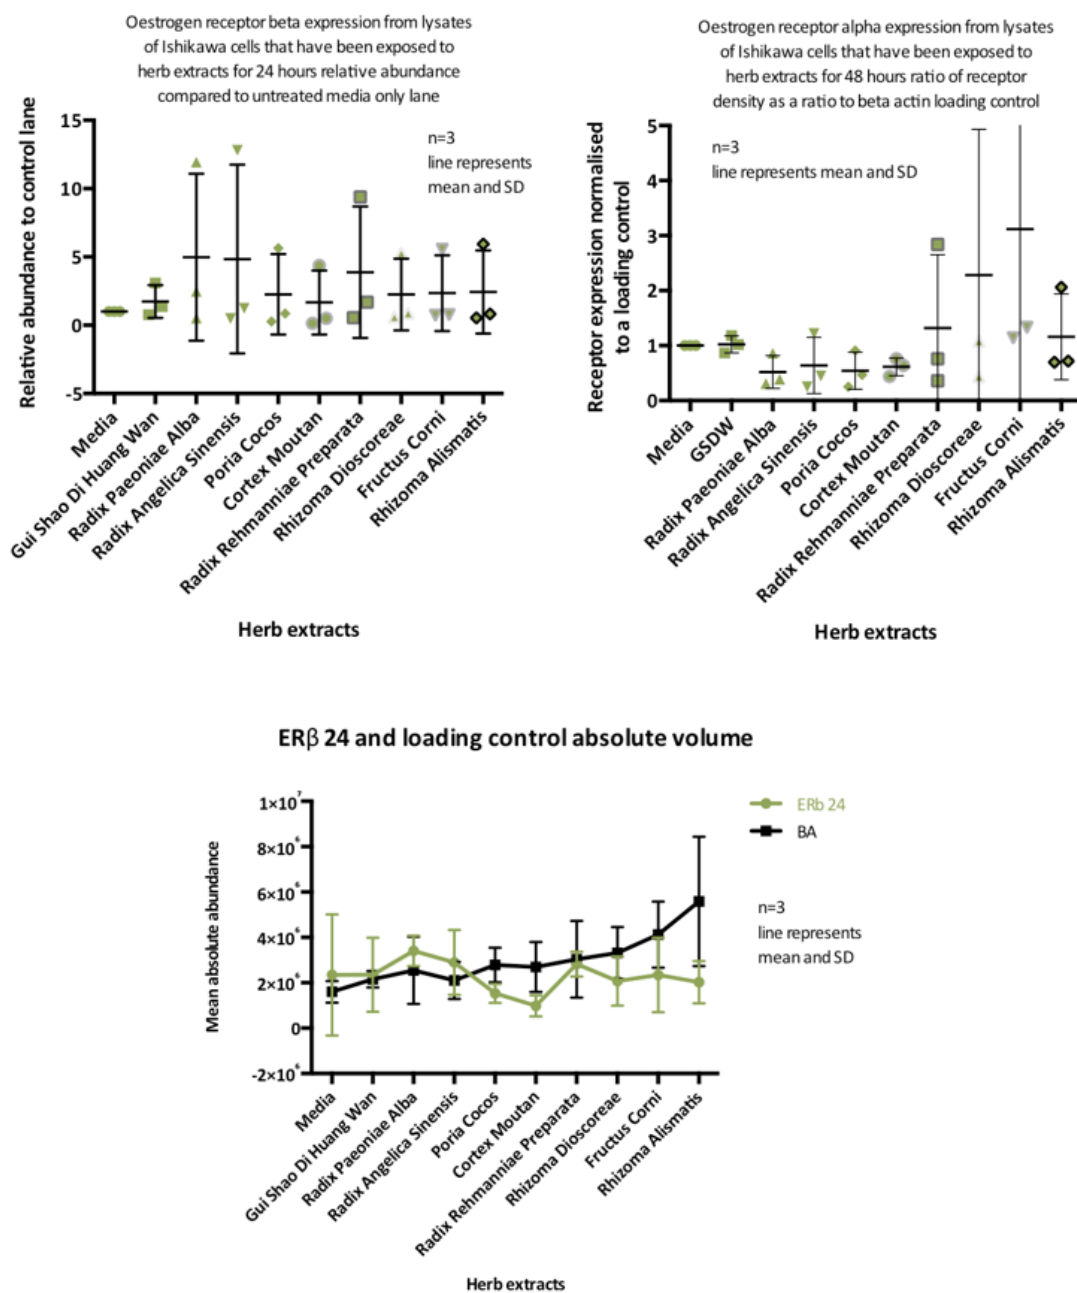 Oestrogen receptor beta expression from lysates
of Ishikawa cells that have been exposed to
herb extracts for 24 hours relative abundance
compared to untreated media only lane
Relative abundance to control lane
15
10
5
0
-5
n=3
line represents
mean and SD
Media
Gui Shao Di Huang Wan
Radix Paeoniae Alba
Radix Angelica Sinensis
Poria Cocos
Cortex Moutan
Radix Rehmanniae Preparata
Rhizoma Dioscoreae
Fructus Corni
Rhizoma Alismatis
Herb extracts
Oestrogen receptor alpha expression from lysates
of Ishikawa cells that have been exposed to
herb extracts for 48 hours ratio of receptor
density as a ratio to beta actin loading control
Receptor expression normalised
to a loading control
5
4
3
2
1
0
n=3
line represents mean and SD
Media
GSDW
Radix Paeoniae Alba
Radix Angelica Sinensis
Poria Cocos
Cortex Moutan
Radix Rehmanniae Preparata
Rhizoma Dioscoreae
Fructus Corni
Rhizoma Alismatis
Herb extracts
ERβ 24 and loading control absolute volume
Mean absolute abundance
1×10⁷
8×10⁶
6×10⁶
4×10⁶
2×10⁶
0
-2×10⁶
ERb 24
BA
n=3
line represents
mean and SD
Media
Gui Shao Di Huang Wan
Radix Paeoniae Alba
Radix Angelica Sinensis
Poria Cocos
Cortex Moutan
Radix Rehmanniae Preparata
Rhizoma Dioscoreae
Fructus Corni
Rhizoma Alismatis
Herb extracts